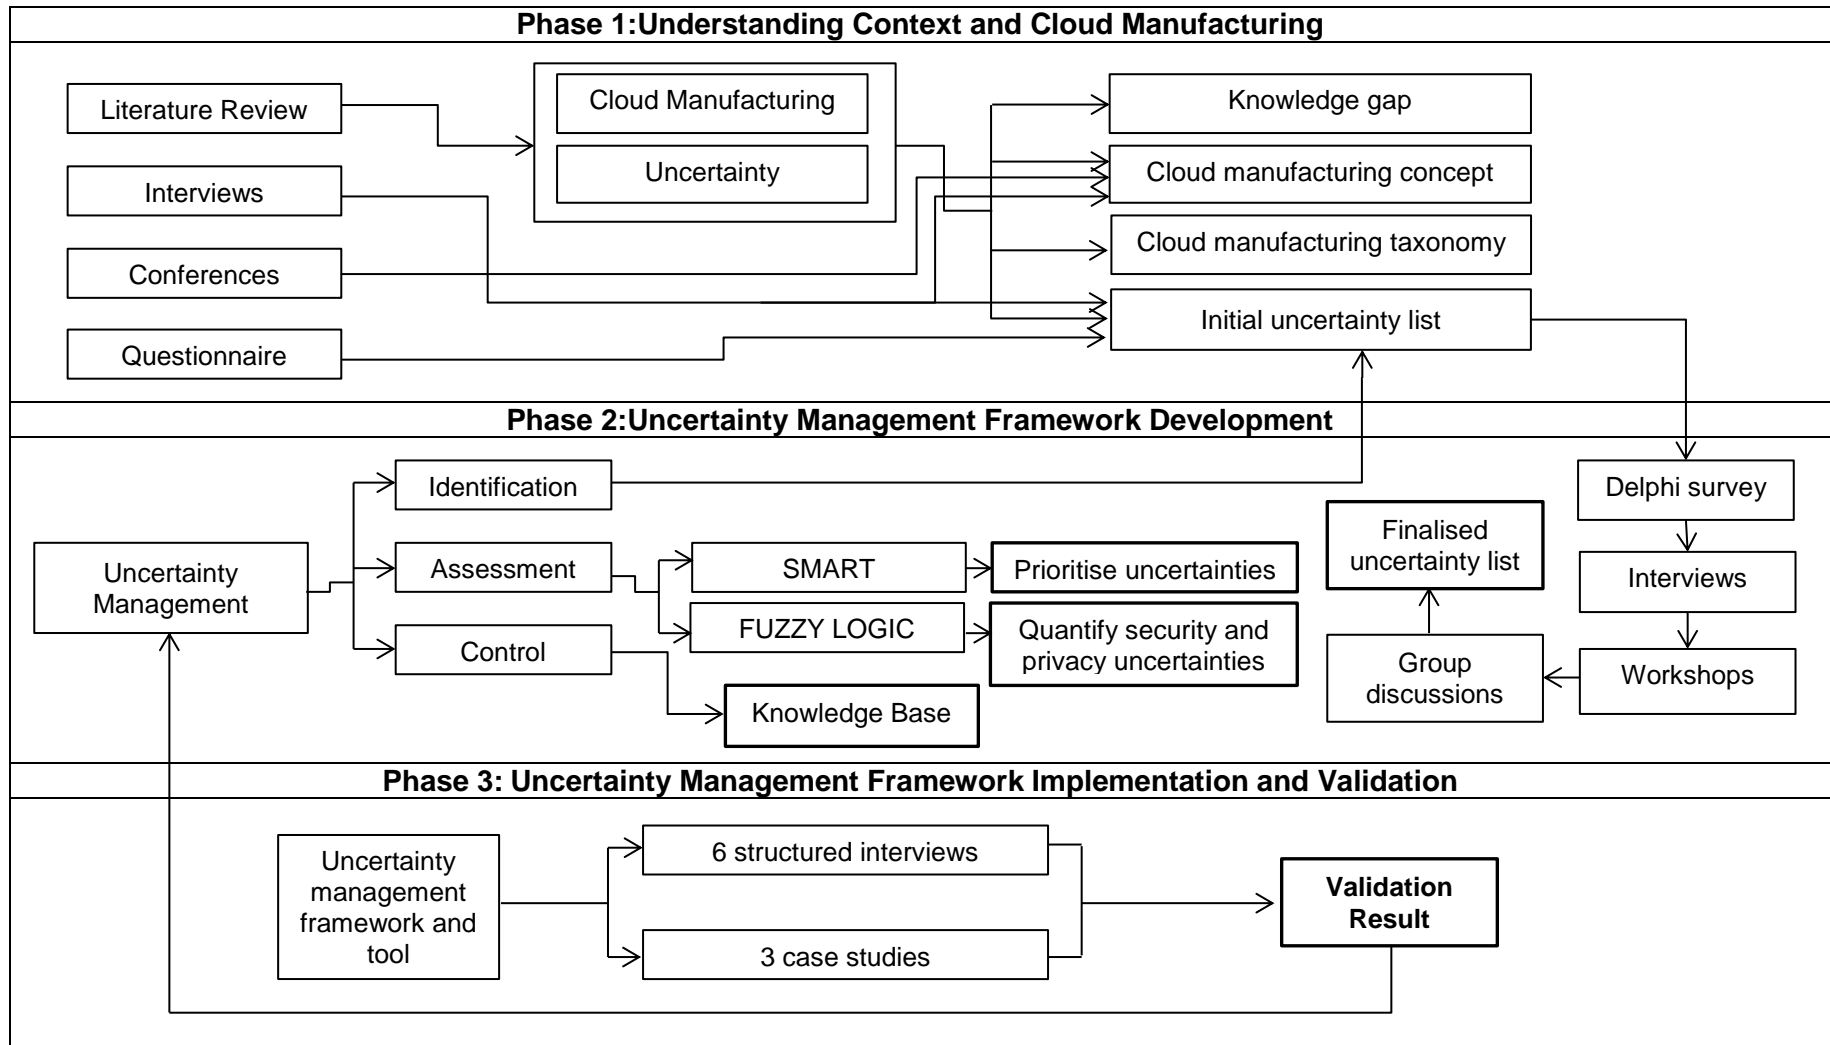 Phase 1:Understanding Context and Cloud Manufacturing
Literature Review
Interviews
Conferences
Questionnaire
Cloud Manufacturing
Uncertainty
Knowledge gap
Cloud manufacturing concept
Cloud manufacturing taxonomy
Initial uncertainty list
Phase 2:Uncertainty Management Framework Development
Uncertainty
Management
Identification
Assessment
Control
SMART
FUZZY LOGIC
Knowledge Base
Prioritise uncertainties
Quantify security and
privacy uncertainties
Finalised
uncertainty list
Group
discussions
Delphi survey
Interviews
Workshops
Phase 3: Uncertainty Management Framework Implementation and Validation
Uncertainty
management
framework and
tool
6 structured interviews
3 case studies
Validation
Result